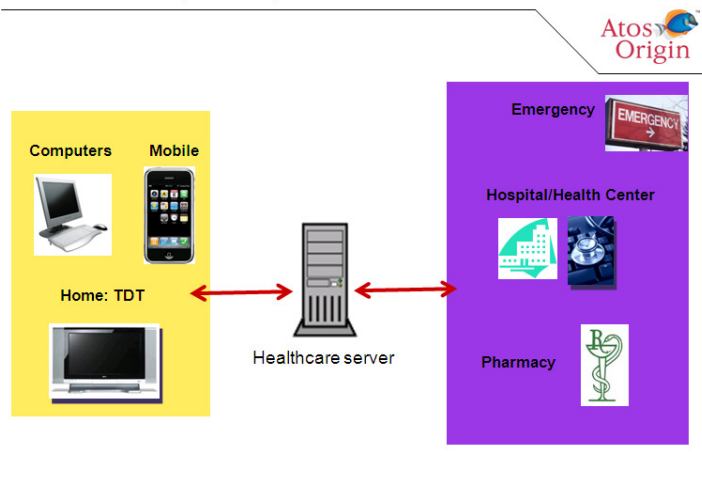 Atos
Origin
Emergency
EMERGENCY
Computers
Mobile
Hospital/Health Center
Home: TDT
Healthcare server
Pharmacy
R